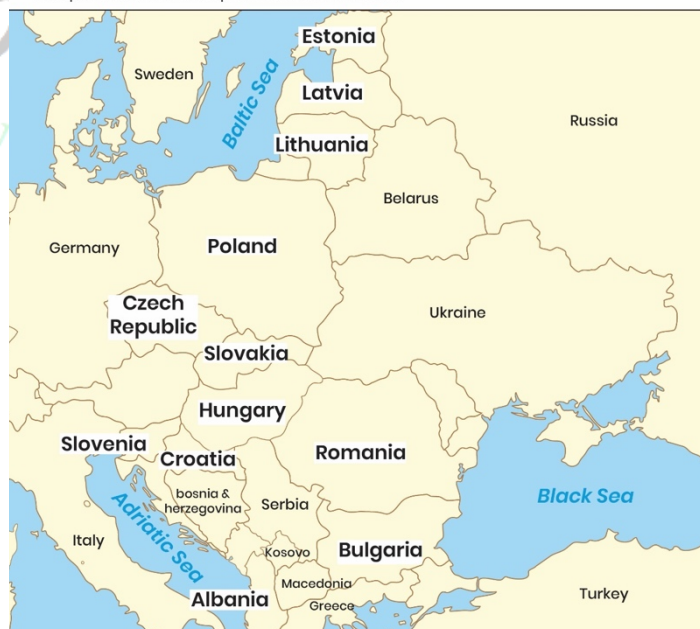 Estonia
Sweden
Baltic Sea
Latvia
Russia
Lithuania
Belarus
Germany
Poland
Czech
Republic
Ukraine
Slovakia
Hungary
Slovenia
Croatia
Romania
bosnia &
herzegovina
Serbia
Black Sea
Adriatic Sea
Italy
Kosovo
Bulgaria
Macedonia
Albania
Greece
Turkey